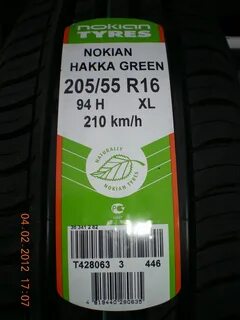 nokian
TYRES
NOKIAN
HAKKA GREEN
205/55 R16
94 H XL
210 km/h
NATURALLY
NOKIAN TYRES
T428063 3 446
04.02.2012 17:07